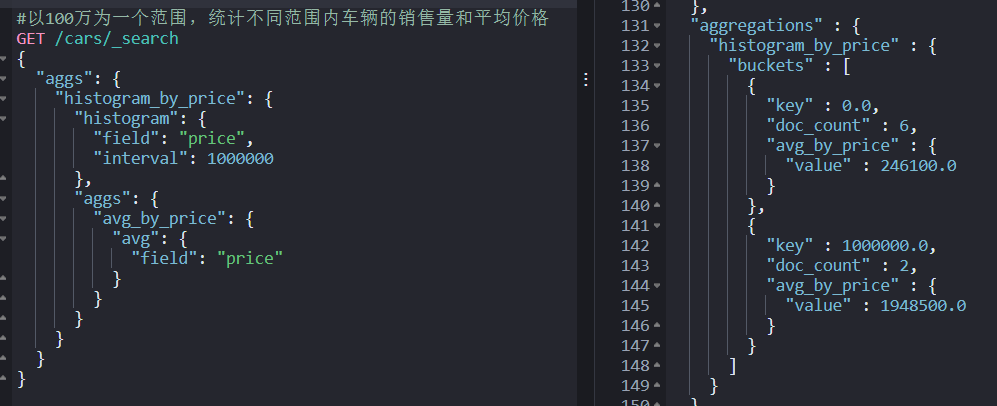 #以100万为一个范围，统计不同范围内车辆的销售量和平均价格
GET /cars/_search
{
  "aggs": {
    "histogram_by_price": {
      "histogram": {
        "field": "price",
        "interval": 1000000
      },
      "aggs": {
        "avg_by_price": {
          "avg": {
            "field": "price"
          }
        }
      }
    }
  }
}
130 },
131 "aggregations" : {
132 "histogram_by_price" : {
133 "buckets" : [
134 {
135 "key" : 0.0,
136 "doc_count" : 6,
137 "avg_by_price" : {
138 "value" : 246100.0
139 }
140 },
141 {
142 "key" : 1000000.0,
143 "doc_count" : 2,
144 "avg_by_price" : {
145 "value" : 1948500.0
146 }
147 }
148 ]
149 }
150 }